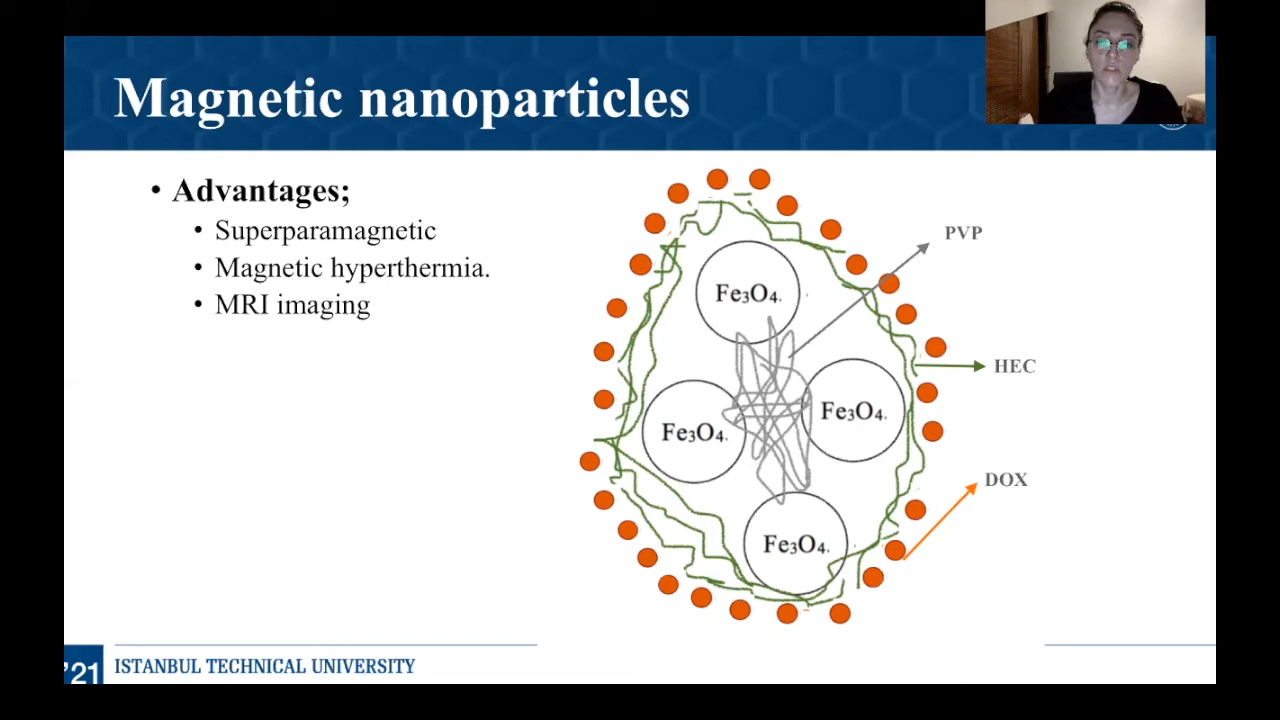 Magnetic nanoparticles
• Advantages;
• Superparamagnetic
• Magnetic hyperthermia.
• MRI imaging
PVP
Fe₃O₄.
HEC
Fe₃O₄.
Fe₃O₄.
DOX
Fe₃O₄.
'21
ISTANBUL TECHNICAL UNIVERSITY